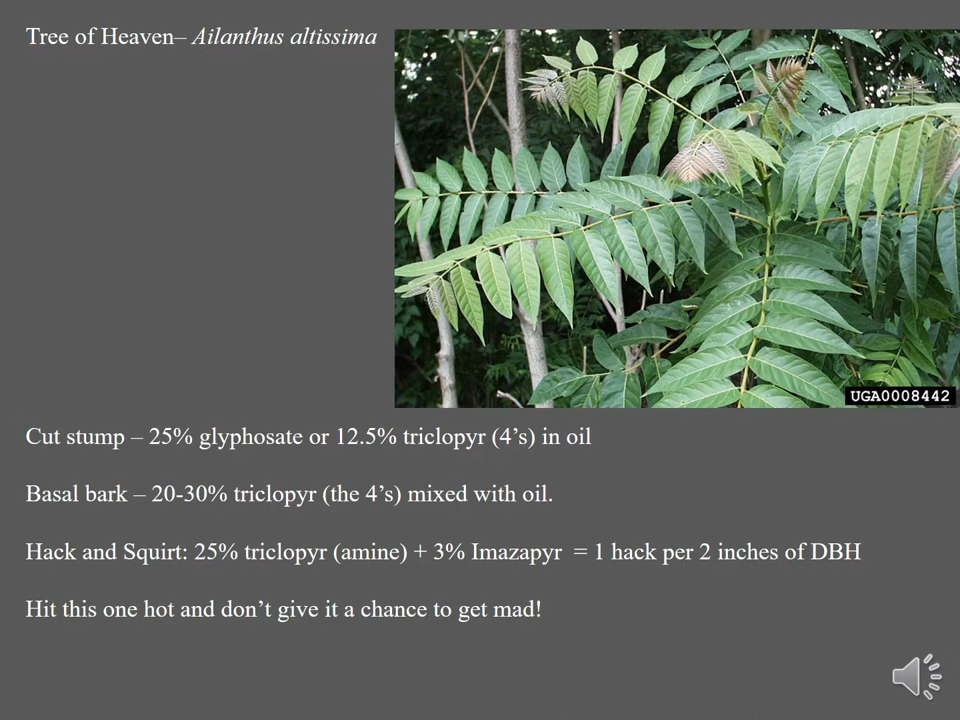 Tree of Heaven– Ailanthus altissima
UGA0008442
Cut stump – 25% glyphosate or 12.5% triclopyr (4’s) in oil
Basal bark – 20-30% triclopyr (the 4’s) mixed with oil.
Hack and Squirt: 25% triclopyr (amine) + 3% Imazapyr  = 1 hack per 2 inches of DBH
Hit this one hot and don’t give it a chance to get mad!